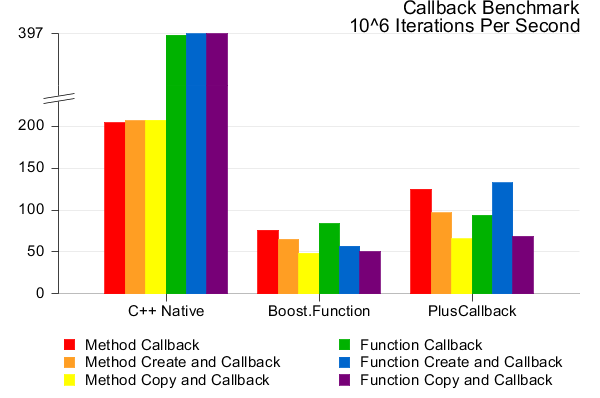 Callback Benchmark
10^6 Iterations Per Second
397
200
150
100
50
0
C++ Native
Boost.Function
PlusCallback
Method Callback
Method Create and Callback
Method Copy and Callback
Function Callback
Function Create and Callback
Function Copy and Callback